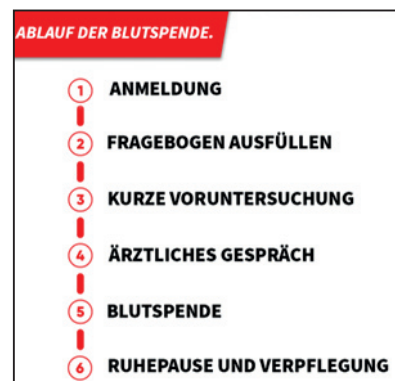 ABLAUF DER BLUTSPENDE.
1 ANMELDUNG
2 FRAGEBOGEN AUSFÜLLEN
3 KURZE VORUNTERSUCHUNG
4 ÄRZTLICHES GESPRÄCH
5 BLUTSPENDE
6 RUHEPAUSE UND VERPFLEGUNG